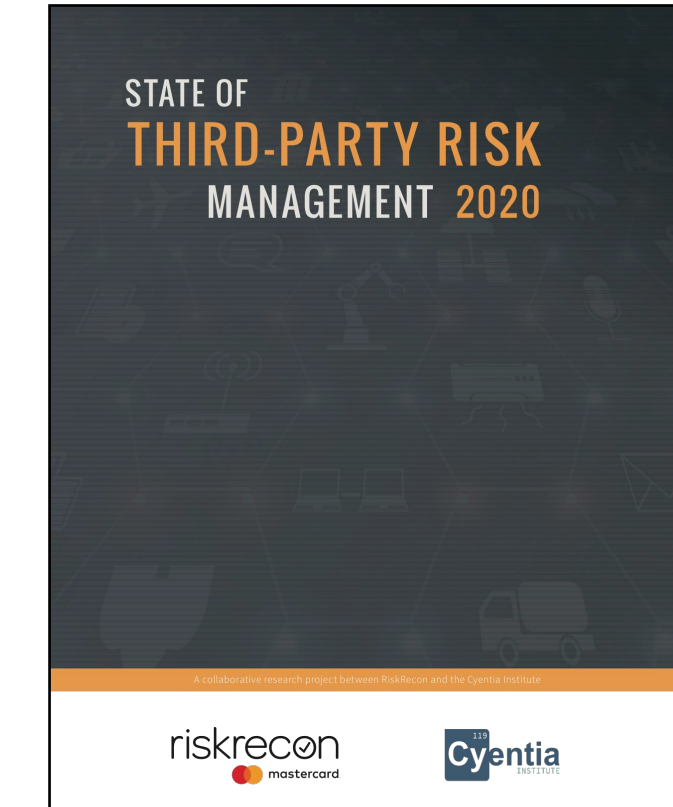 STATE OF
THIRD-PARTY RISK
MANAGEMENT 2020
A collaborative research project between RiskRecon and the Cyentia Institute
riskrecon
mastercard
119
Cyentia
INSTITUTE